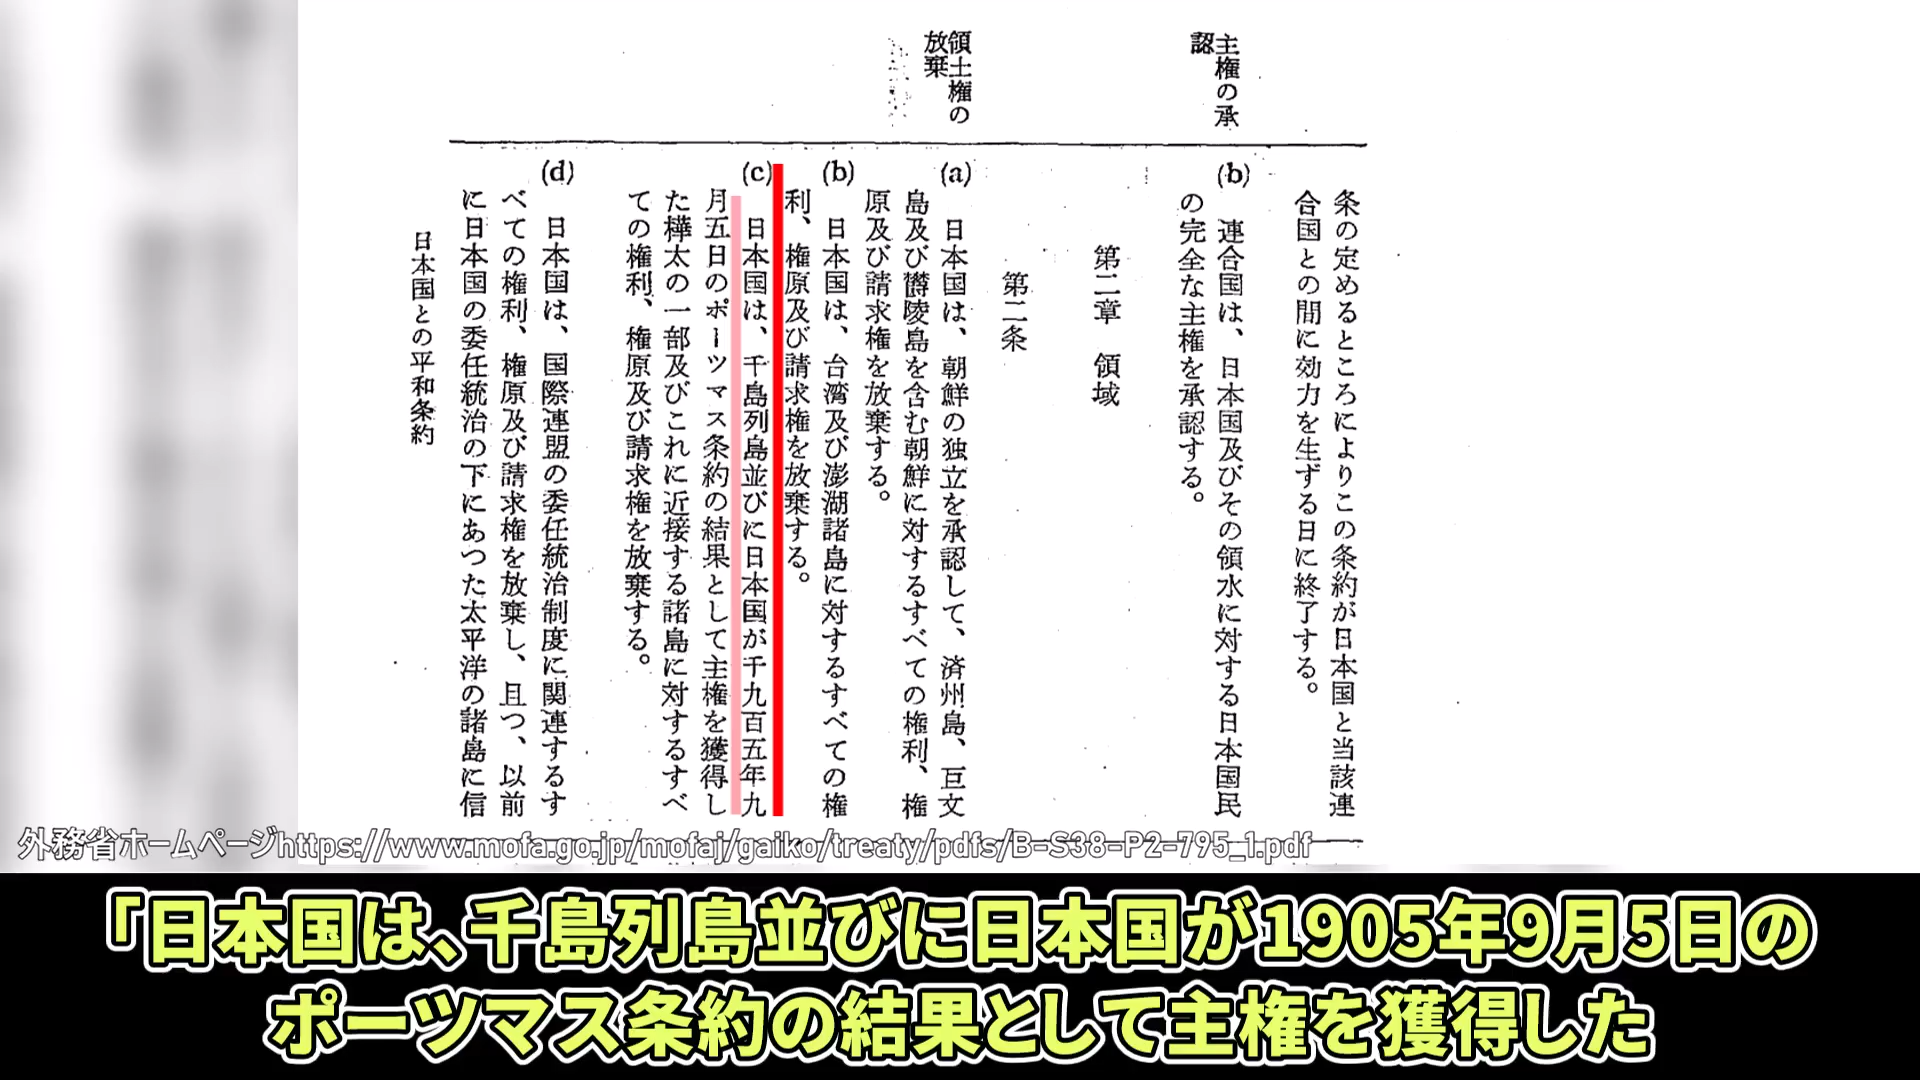 主権の承
認
領土権の
放棄
条の定めるところによりこの条約が日本国と当該連
合国との間に効力を生ずる日に終了する。
(b) 連合国は、日本国及びその領水に対する日本国民
の完全な主権を承認する。
第二章 領域
第二条
(a) 日本国は、朝鮮の独立を承認して、済州島、巨文
島及び欝陵島を含む朝鮮に対するすべての権利、権
原及び請求権を放棄する。
(b) 日本国は、台湾及び澎湖諸島に対するすべての権
利、権原及び請求権を放棄する。
(c) 日本国は、千島列島並びに日本国が千九百五年九
月五日のポーツマス条約の結果として主権を獲得し
た樺太の一部及びこれに近接する諸島に対するすべ
ての権利、権原及び請求権を放棄する。
(d) 日本国は、国際連盟の委任統治制度に関連するす
べての権利、権原及び請求権を放棄し、且つ、以前
に日本国の委任統治の下にあつた太平洋の諸島に信
日本国との平和条約
外務省ホームページhttps://www.mofa.go.jp/mofaj/gaiko/treaty/pdfs/B-S38-P2-795_1.pdf
「日本国は、千島列島並びに日本国が1905年9月5日の
ポーツマス条約の結果として主権を獲得した